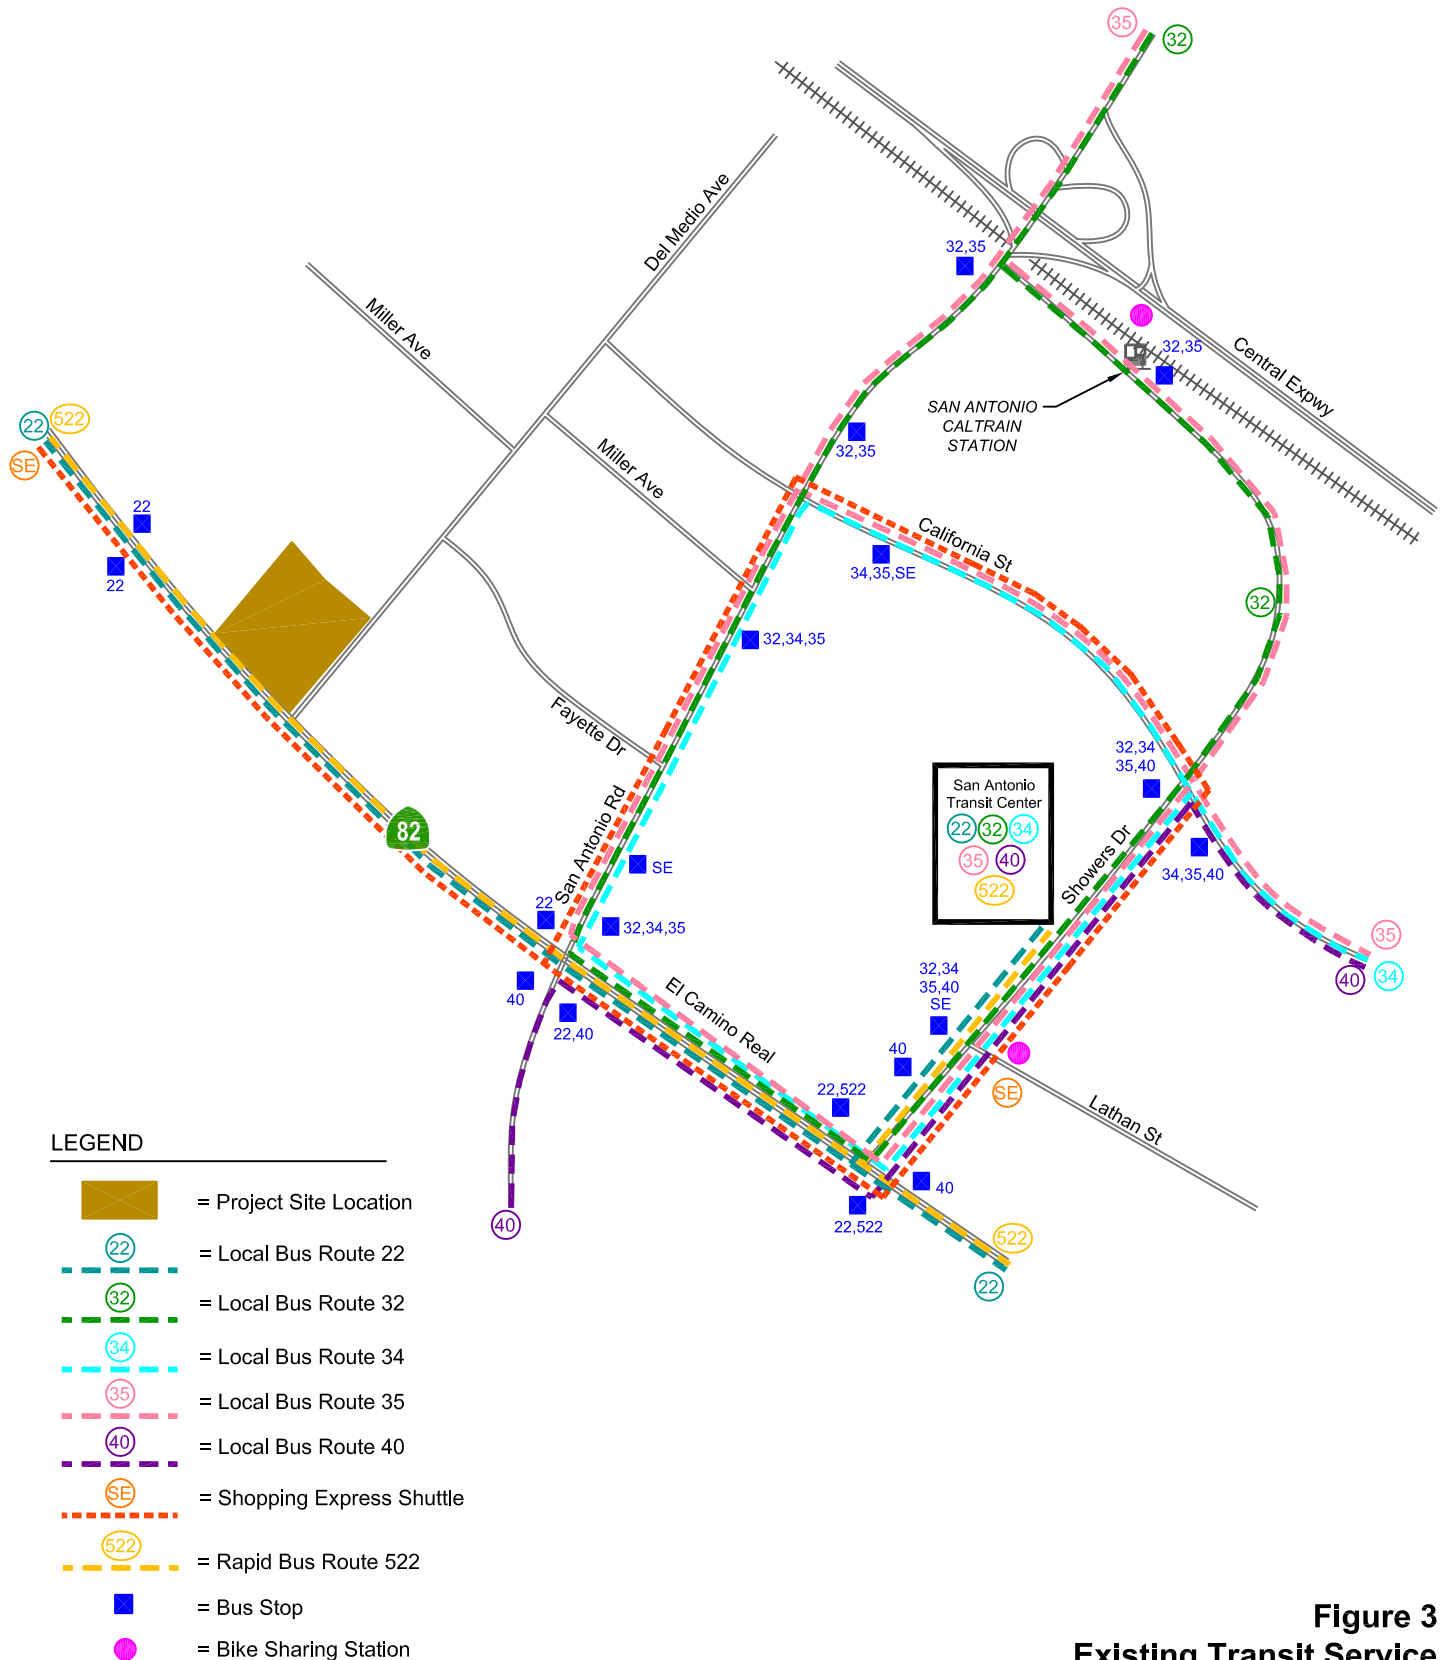 35
32
Del Medio Ave
32,35
Miller Ave
32,35
Central Expwy
SAN ANTONIO
CALTRAIN
STATION
22
522
SE
32,35
Miller Ave
22
22
California St
34,35,SE
32
32,34,35
Fayette Dr
32,34
35,40
San Antonio
Transit Center
22 32 34
35 40
522
82
San Antonio Rd
SE
Showers Dr
34,35,40
22
32,34,35
35
34
40
40
22,40
El Camino Real
32,34
35,40
SE
40
22,522
SE
Lathan St
40
22,522
40
522
22
LEGEND
= Project Site Location
22
= Local Bus Route 22
32
= Local Bus Route 32
34
= Local Bus Route 34
35
= Local Bus Route 35
40
= Local Bus Route 40
SE
= Shopping Express Shuttle
522
= Rapid Bus Route 522
= Bus Stop
= Bike Sharing Station
Figure 3
Existing Transit Service